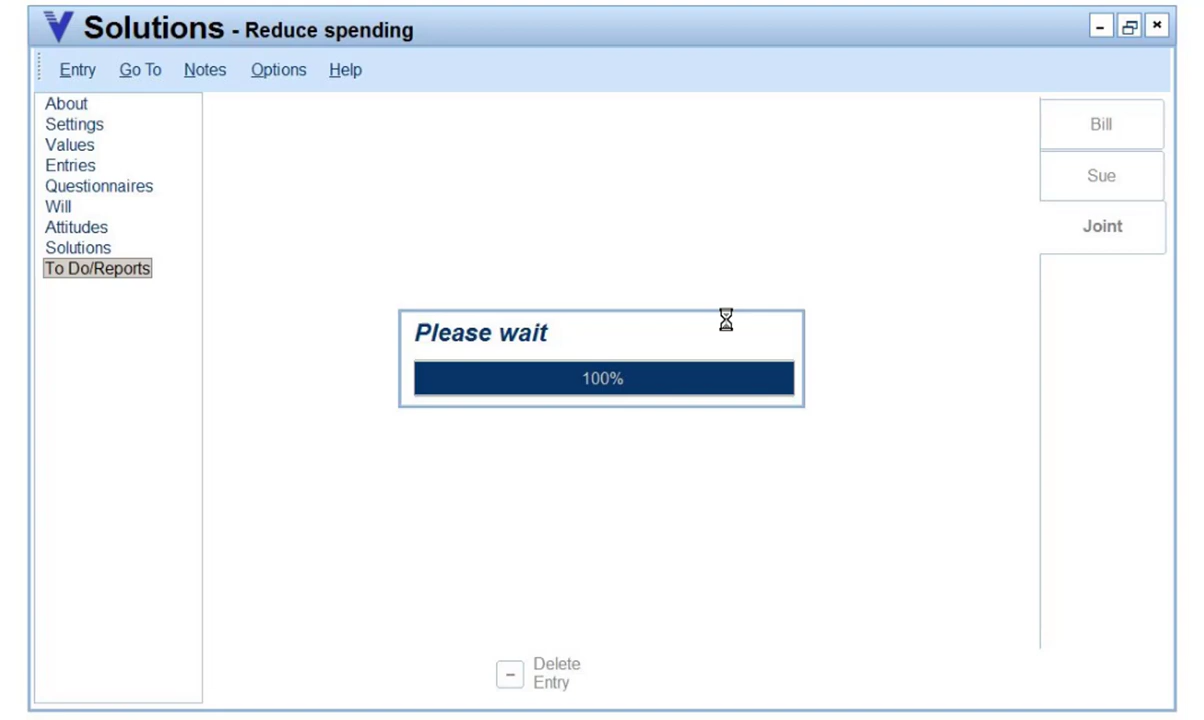 Solutions - Reduce spending
Entry Go To Notes Options Help
About
Settings
Values
Entries
Questionnaires
Will
Attitudes
Solutions
To Do/Reports
Bill
Sue
Joint
Please wait
100%
Delete
Entry